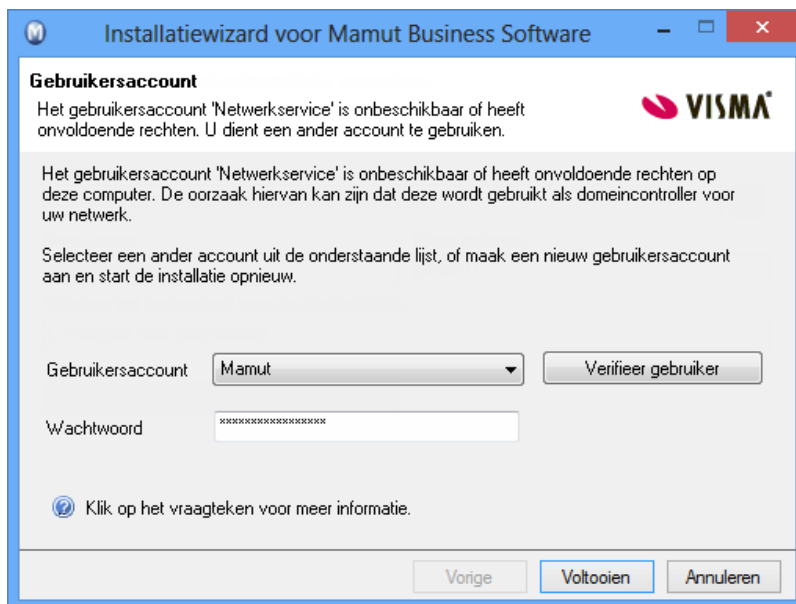 Installatiewizard voor Mamut Business Software
Gebruikersaccount
Het gebruikersaccount 'Netwerkservice' is onbeschikbaar of heeft
onvoldoende rechten. U dient een ander account te gebruiken.
VISMA
Het gebruikersaccount 'Netwerkservice' is onbeschikbaar of heeft onvoldoende rechten op
deze computer. De oorzaak hiervan kan zijn dat deze wordt gebruikt als domeincontroller voor
uw netwerk.
Selecteer een ander account uit de onderstaande lijst, of maak een nieuw gebruikersaccount
aan en start de installatie opnieuw.
Gebruikersaccount Mamut Verifieer gebruiker
Wachtwoord *****************
Klik op het vraagteken voor meer informatie.
Vorige Voltooien Annuleren